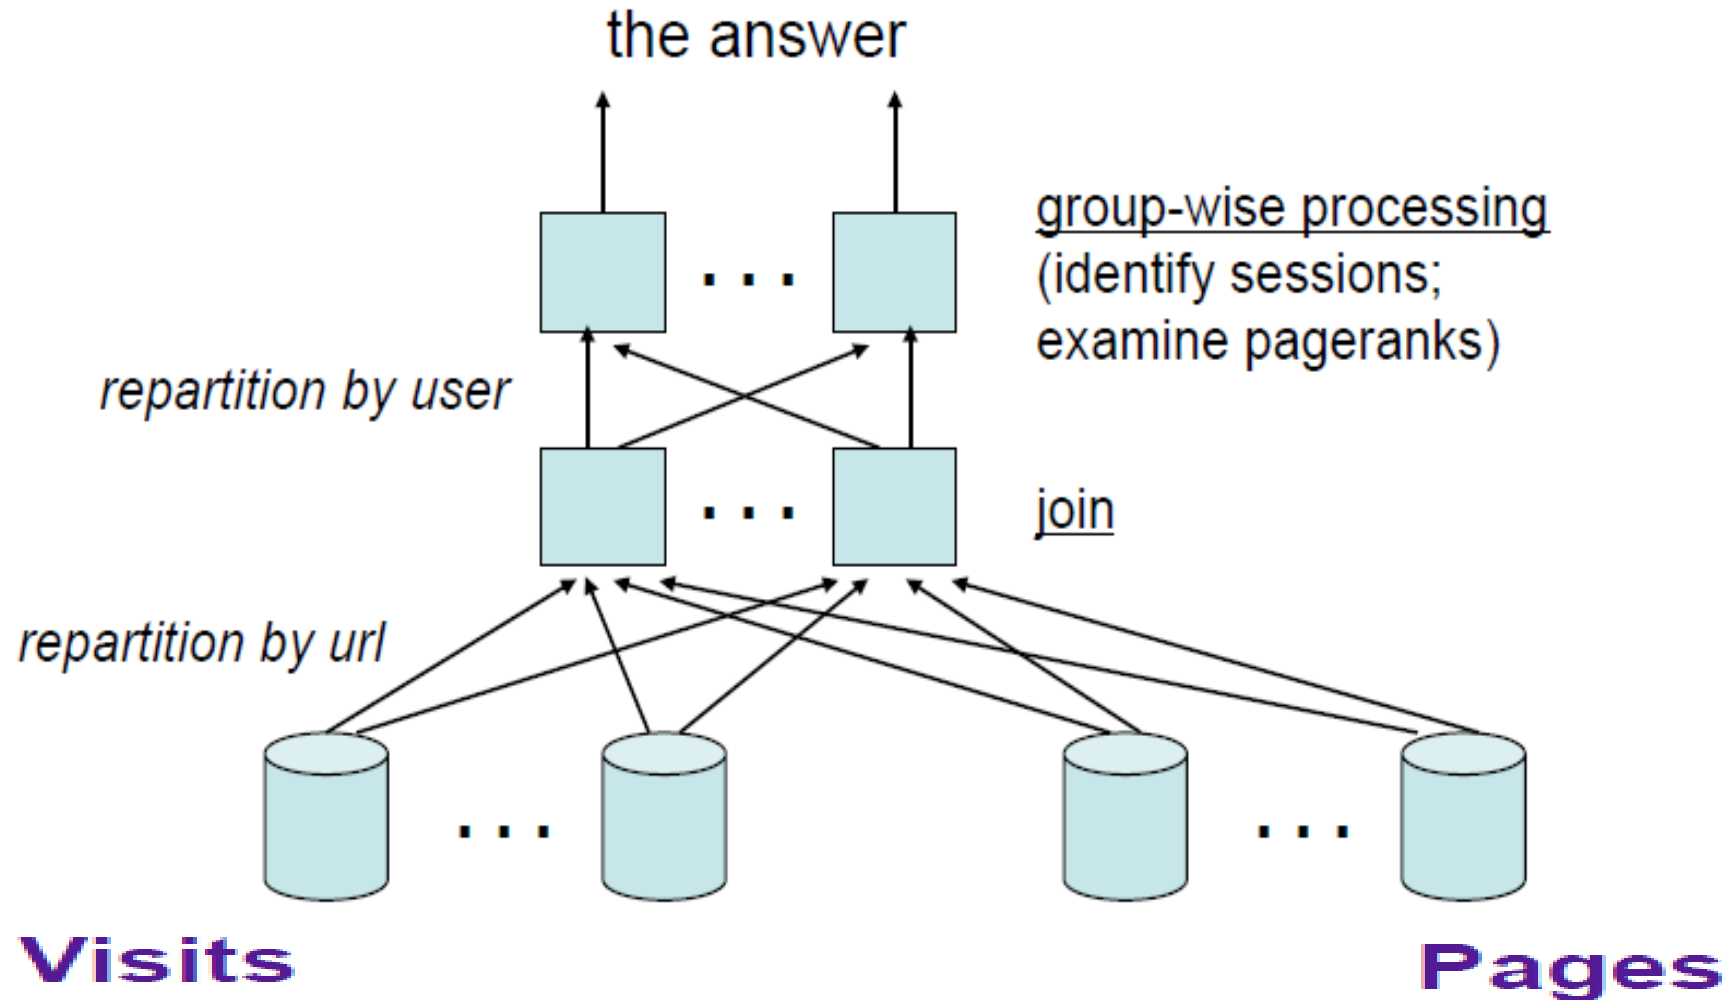 the answer
group-wise processing
(identify sessions;
examine pageranks)
repartition by user
join
repartition by url
Visits
Pages